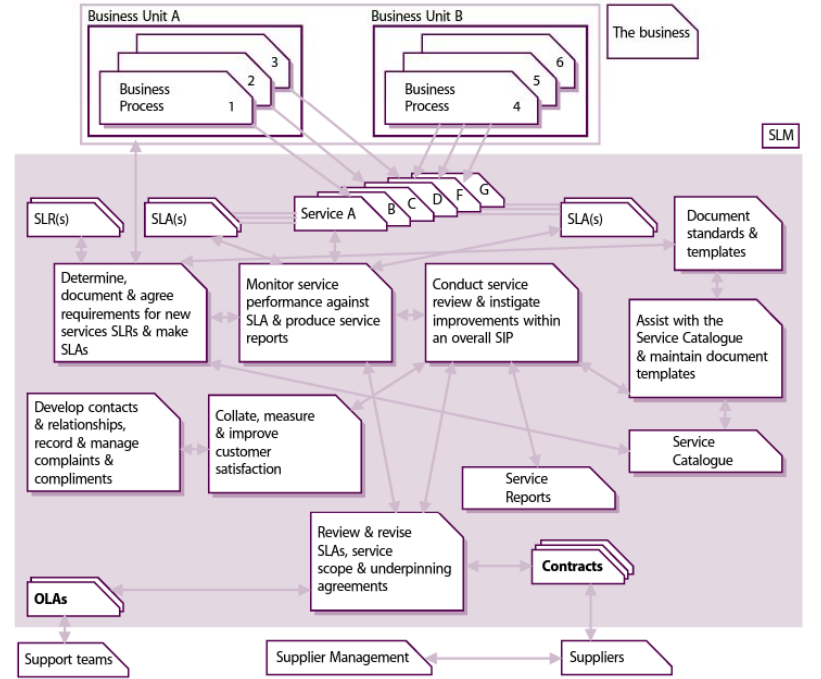 Business Unit A
Business Unit B
The business
3
2
Business
Process 1
6
5
Business
Process 4
SLM
SLR(s)
SLA(s)
Service A
B
C
D
F
G
SLA(s)
Document
standards &
templates
Determine,
document & agree
requirements for new
services SLRs & make
SLAs
Monitor service
performance against
SLA & produce service
reports
Conduct service
review & instigate
improvements within
an overall SIP
Assist with the
Service Catalogue
& maintain document
templates
Develop contacts
& relationships,
record & manage
complaints &
compliments
Collate, measure
& improve
customer
satisfaction
Service
Catalogue
Service
Reports
Review & revise
SLAs, service
scope & underpinning
agreements
Contracts
OLAs
Support teams
Supplier Management
Suppliers